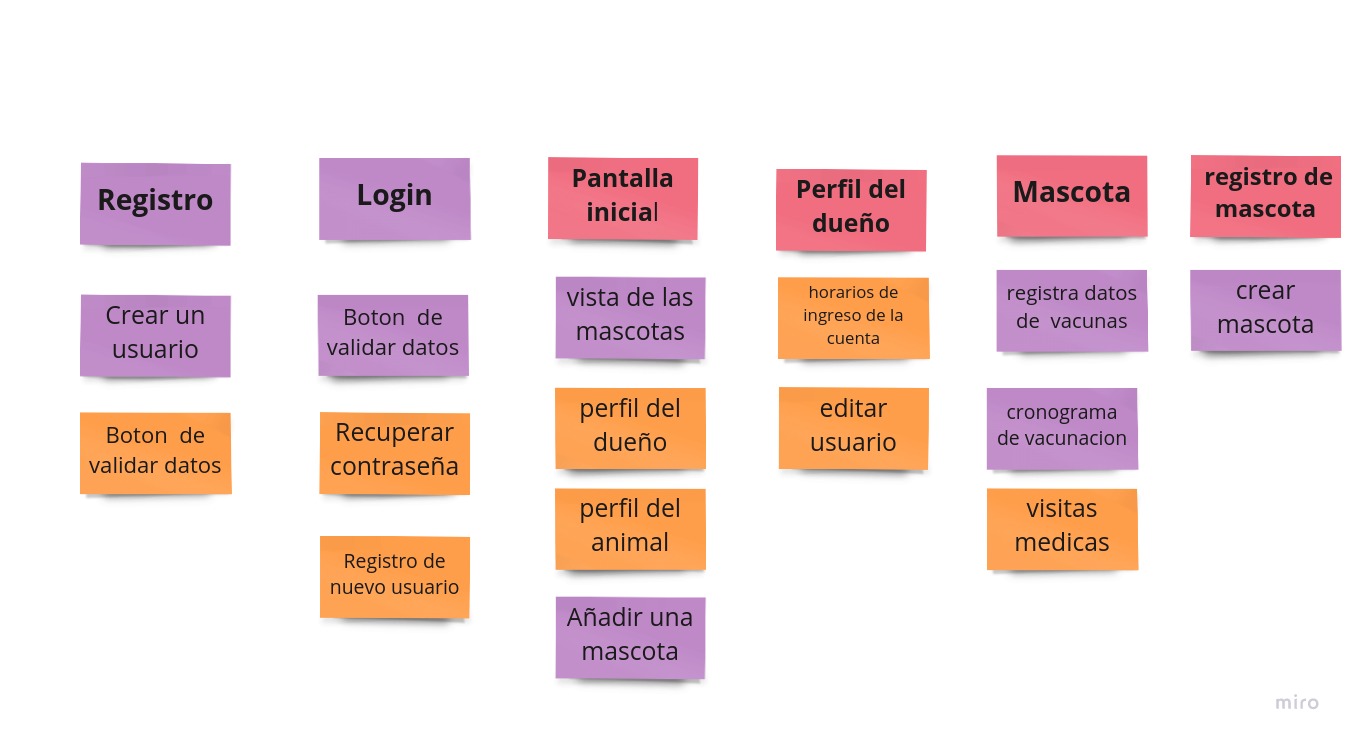 Registro
Crear un
usuario
Boton  de
validar datos
Login
Boton  de
validar datos
Recuperar
contraseña
Registro de
nuevo usuario
Pantalla
inicial
vista de las
mascotas
perfil del
dueño
perfil del
animal
Añadir una
mascota
Perfil del
dueño
horarios de
ingreso de la
cuenta
editar
usuario
Mascota
registra datos
de  vacunas
cronograma
de vacunacion
visitas
medicas
registro de
mascota
crear
mascota
miro